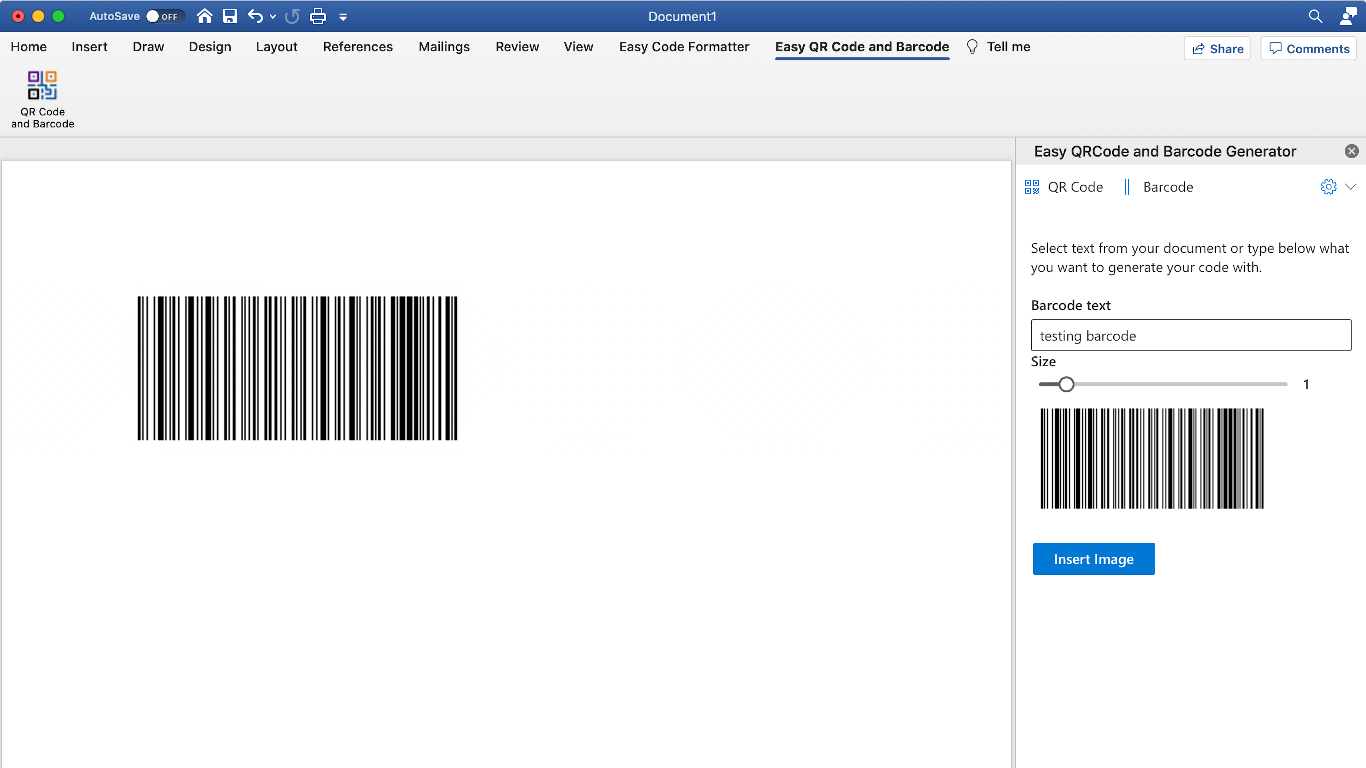 AutoSave OFF Document1
Home Insert Draw Design Layout References Mailings Review View Easy Code Formatter Easy QR Code and Barcode Tell me Share Comments
QR Code
and Barcode
Easy QRCode and Barcode Generator
QR Code Barcode
Select text from your document or type below what
you want to generate your code with.
Barcode text
testing barcode
Size
1
Insert Image